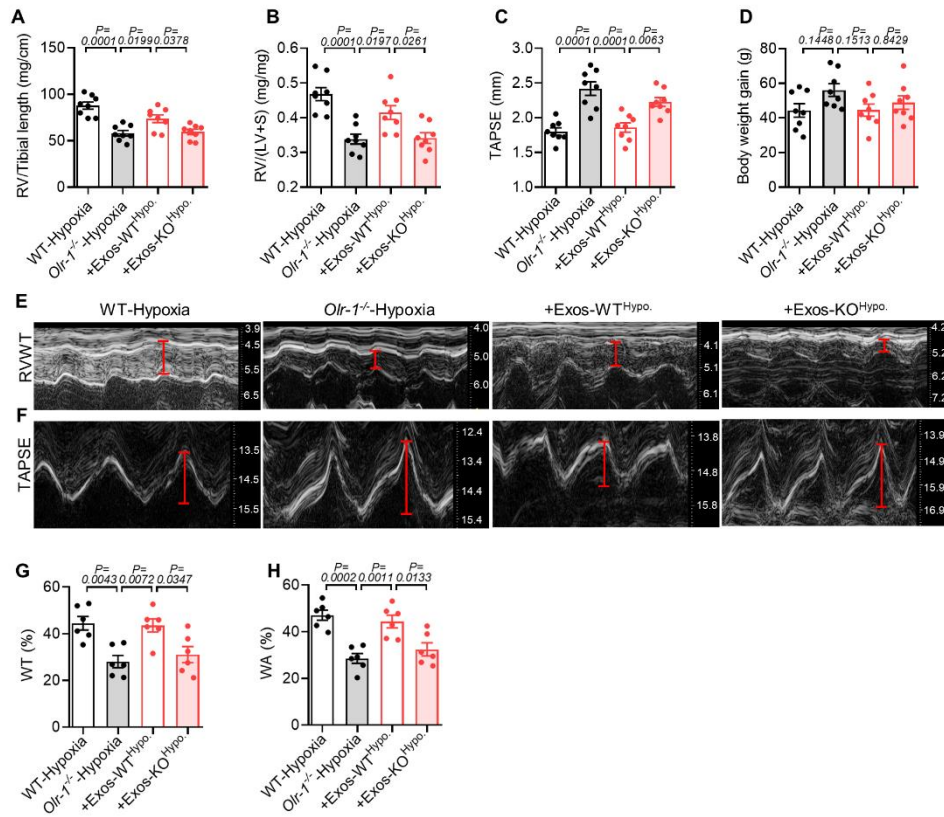 A
RV/Tibial length (mg/cm)
P=
0.0001
P=
0.0199
P=
0.0378
150
100
50
0
WT-Hypoxia
Olr-1-/--Hypoxia
+Exos-WTHypo.
+Exos-KOHypo.
B
RV/(LV+S) (mg/mg)
P=
0.0001
P=
0.0197
P=
0.0261
0.6
0.5
0.4
0.3
0.2
WT-Hypoxia
Olr-1-/--Hypoxia
+Exos-WTHypo.
+Exos-KOHypo.
C
TAPSE (mm)
P=
0.0001
P=
0.0001
P=
0.0063
3.0
2.5
2.0
1.5
1.0
WT-Hypoxia
Olr-1-/--Hypoxia
+Exos-WTHypo.
+Exos-KOHypo.
D
Body weight gain (g)
P=
0.1448
P=
0.1513
P=
0.8429
100
80
60
40
20
0
WT-Hypoxia
Olr-1-/--Hypoxia
+Exos-WTHypo.
+Exos-KOHypo.
E
WT-Hypoxia
Olr-1-/--Hypoxia
+Exos-WTHypo.
+Exos-KOHypo.
RVWT
3.9
4.5
5.5
6.5
4.0
5.0
6.0
4.1
5.1
6.1
4.2
5.2
6.2
7.2
F
TAPSE
13.5
14.5
15.5
12.4
13.4
14.4
15.4
13.8
14.8
15.8
13.9
14.9
15.9
16.9
G
WT (%)
P=
0.0043
P=
0.0072
P=
0.0347
60
40
20
0
WT-Hypoxia
Olr-1-/--Hypoxia
+Exos-WTHypo.
+Exos-KOHypo.
H
WA (%)
P=
0.0002
P=
0.0011
P=
0.0133
60
40
20
0
WT-Hypoxia
Olr-1-/--Hypoxia
+Exos-WTHypo.
+Exos-KOHypo.